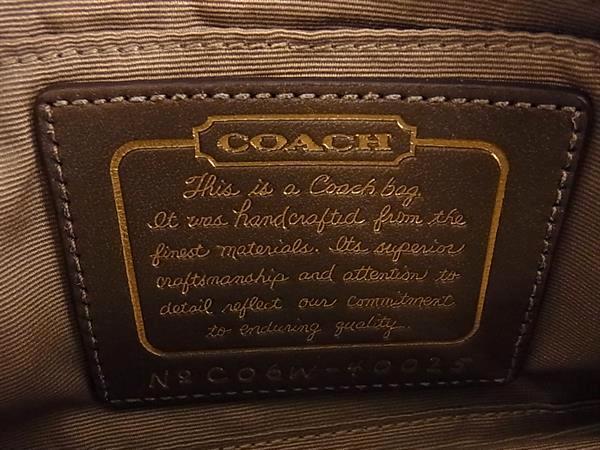 COACH
This is a Coach bag.
It was handcrafted from the
finest materials. Its superior
craftsmanship and attention to
detail reflect our commitment
to enduring quality.
No C06W-40025